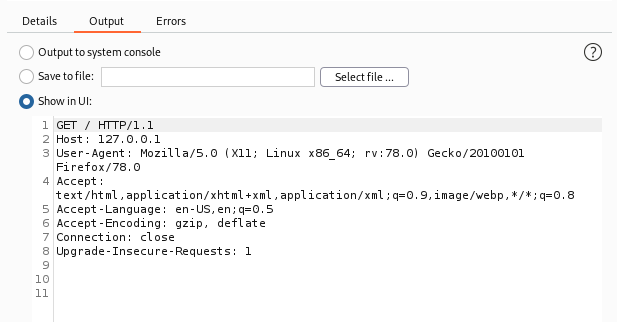 Details Output Errors
Output to system console
?
Save to file: Select file ...
Show in UI:
1 GET / HTTP/1.1
2 Host: 127.0.0.1
3 User-Agent: Mozilla/5.0 (X11; Linux x86_64; rv:78.0) Gecko/20100101
Firefox/78.0
4 Accept:
text/html,application/xhtml+xml,application/xml;q=0.9,image/webp,*/*;q=0.8
5 Accept-Language: en-US,en;q=0.5
6 Accept-Encoding: gzip, deflate
7 Connection: close
8 Upgrade-Insecure-Requests: 1
9
10
11